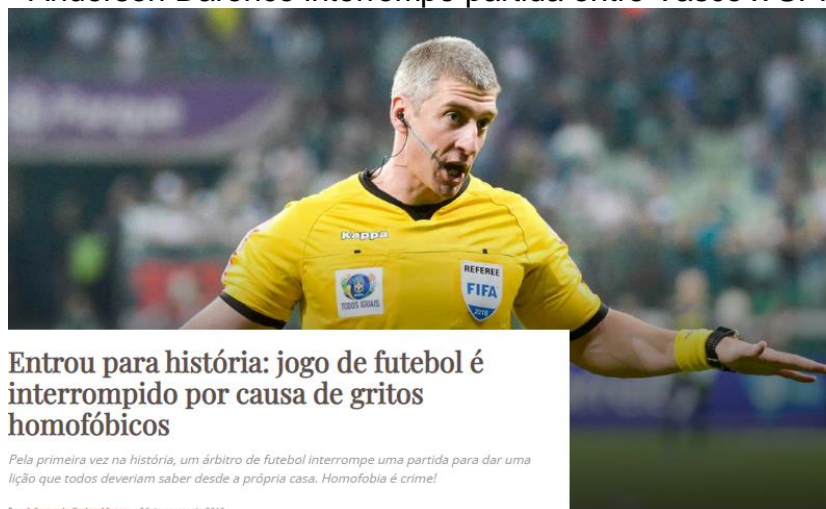 Anderson Daronco interrompe partida entre Vasco x SP
Kappa
TODOS IGUAIS
REFEREE
FIFA
2019
Entrou para história: jogo de futebol é
interrompido por causa de gritos
homofóbicos
Pela primeira vez na história, um árbitro de futebol interrompe uma partida para dar uma
lição que todos deveriam saber desde a própria casa. Homofobia é crime!